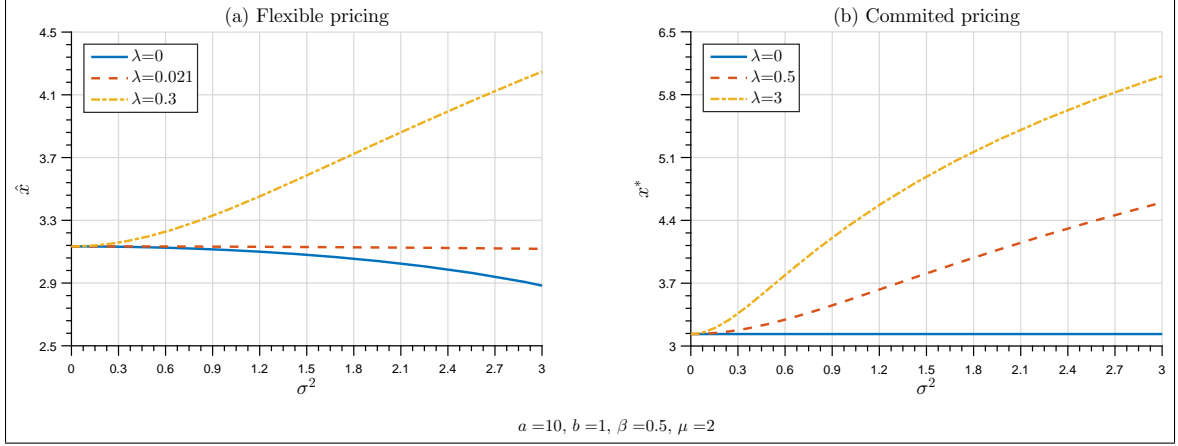 (a) Flexible pricing
4.5
4.1
3.7
3.3
2.9
2.5
x̂
λ=0
λ=0.021
λ=0.3
0 0.3 0.6 0.9 1.2 1.5 1.8 2.1 2.4 2.7 3
σ²
(b) Commited pricing
6.5
5.8
5.1
4.4
3.7
3
x*
λ=0
λ=0.5
λ=3
0 0.3 0.6 0.9 1.2 1.5 1.8 2.1 2.4 2.7 3
σ²
a =10, b =1, β =0.5, μ =2